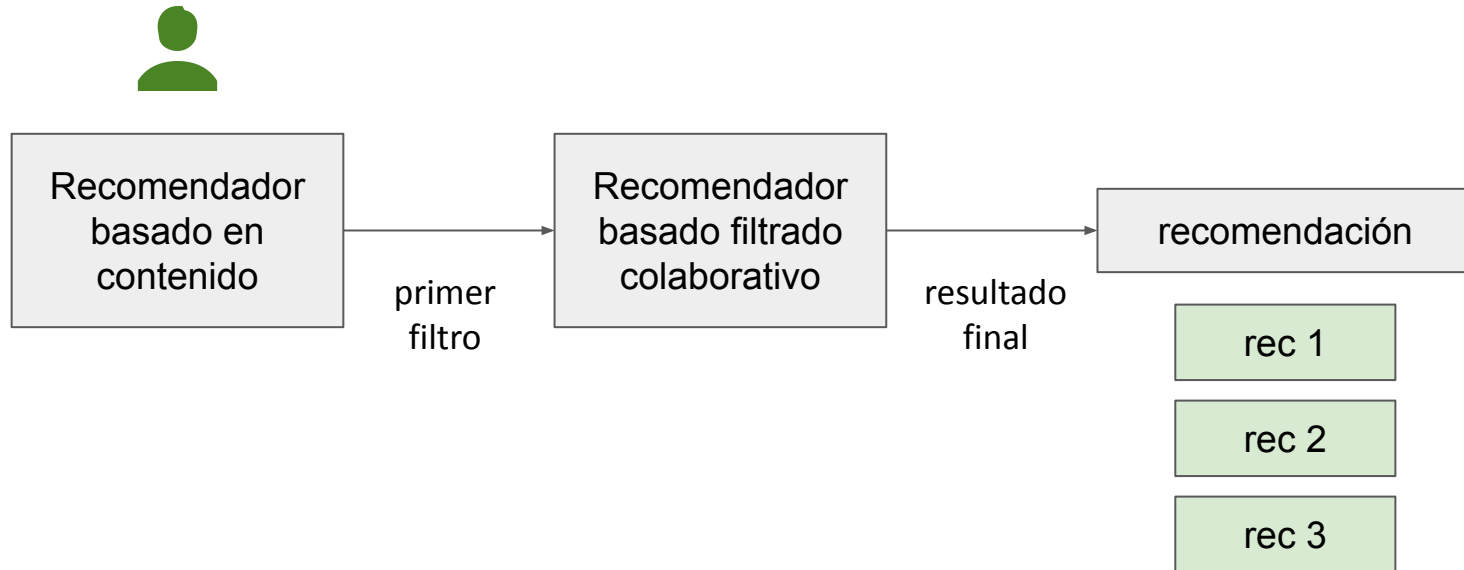 Recomendador
basado en
contenido
primer
filtro
Recomendador
basado filtrado
colaborativo
resultado
final
recomendación
rec 1
rec 2
rec 3